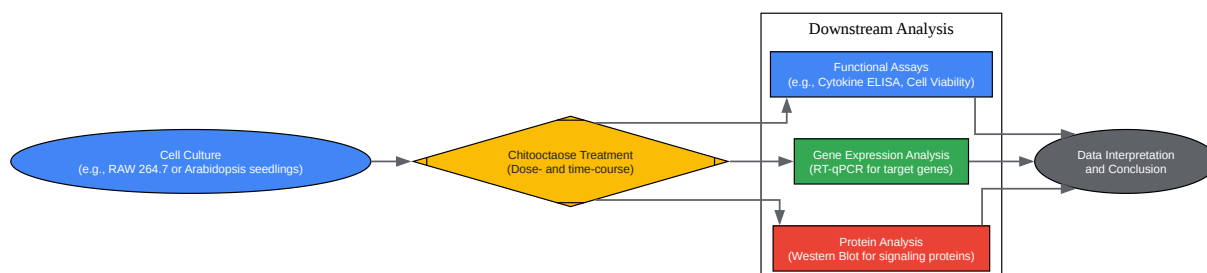 Cell Culture
(e.g., RAW 264.7 or Arabidopsis seedlings)
Chitooctaose Treatment
(Dose- and time-course)
Downstream Analysis
Functional Assays
(e.g., Cytokine ELISA, Cell Viability)
Gene Expression Analysis
(RT-qPCR for target genes)
Protein Analysis
(Western Blot for signaling proteins)
Data Interpretation
and Conclusion